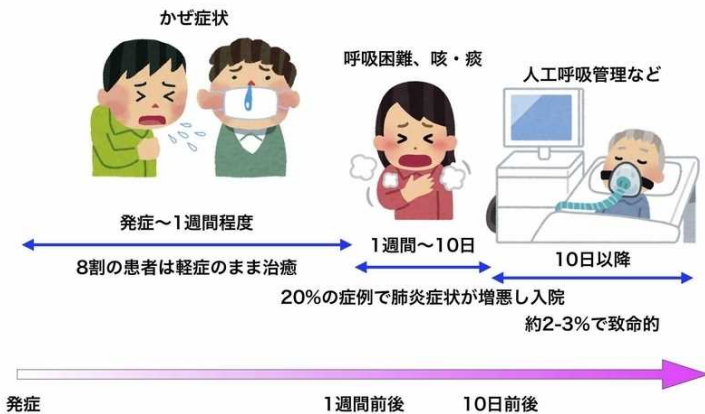 かぜ症状
呼吸困難、咳・痰
人工呼吸管理など
発症～1週間程度
8割の患者は軽症のまま治癒
1週間～10日
20%の症例で肺炎症状が増悪し入院
10日以降
約2-3%で致命的
発症
1週間前後
10日前後